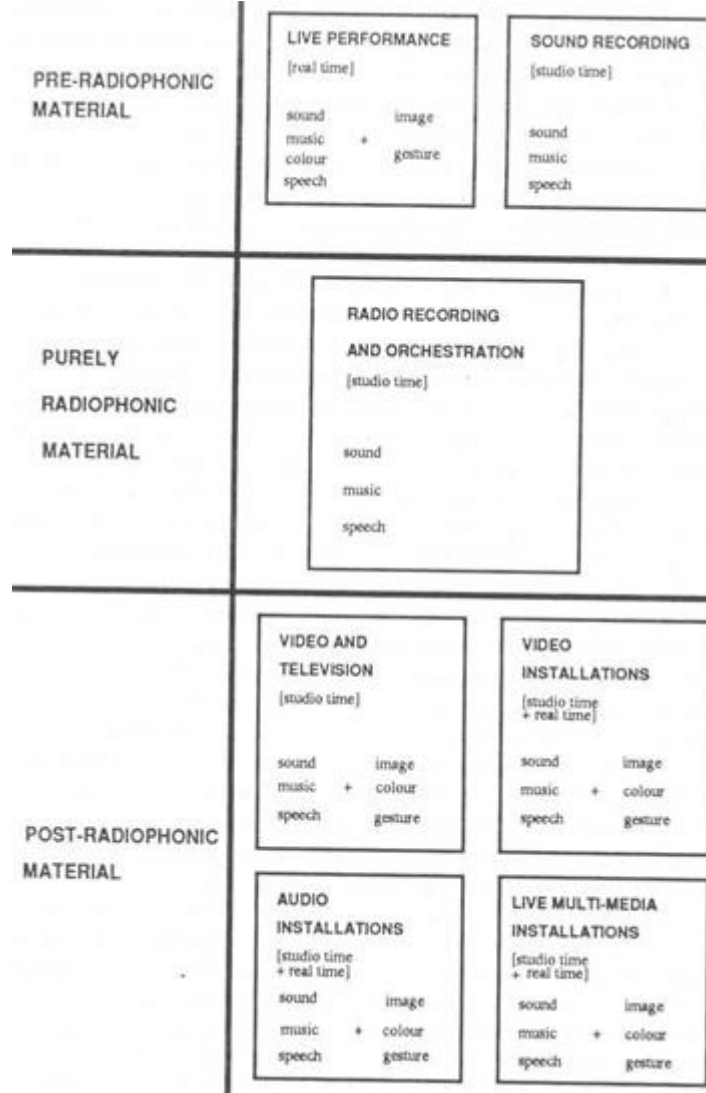 PRE-RADIOPHONIC
MATERIAL
LIVE PERFORMANCE
[real time]
sound image
music +
colour gesture
speech
SOUND RECORDING
[studio time]
sound
music
speech
PURELY
RADIOPHONIC
MATERIAL
RADIO RECORDING
AND ORCHESTRATION
[studio time]
sound
music
speech
POST-RADIOPHONIC
MATERIAL
VIDEO AND
TELEVISION
[studio time]
sound image
music + colour
speech gesture
VIDEO
INSTALLATIONS
[studio time
+ real time]
sound image
music + colour
speech gesture
AUDIO
INSTALLATIONS
[studio time
+ real time]
sound image
music + colour
speech gesture
LIVE MULTI-MEDIA
INSTALLATIONS
[studio time
+ real time]
sound image
music + colour
speech gesture